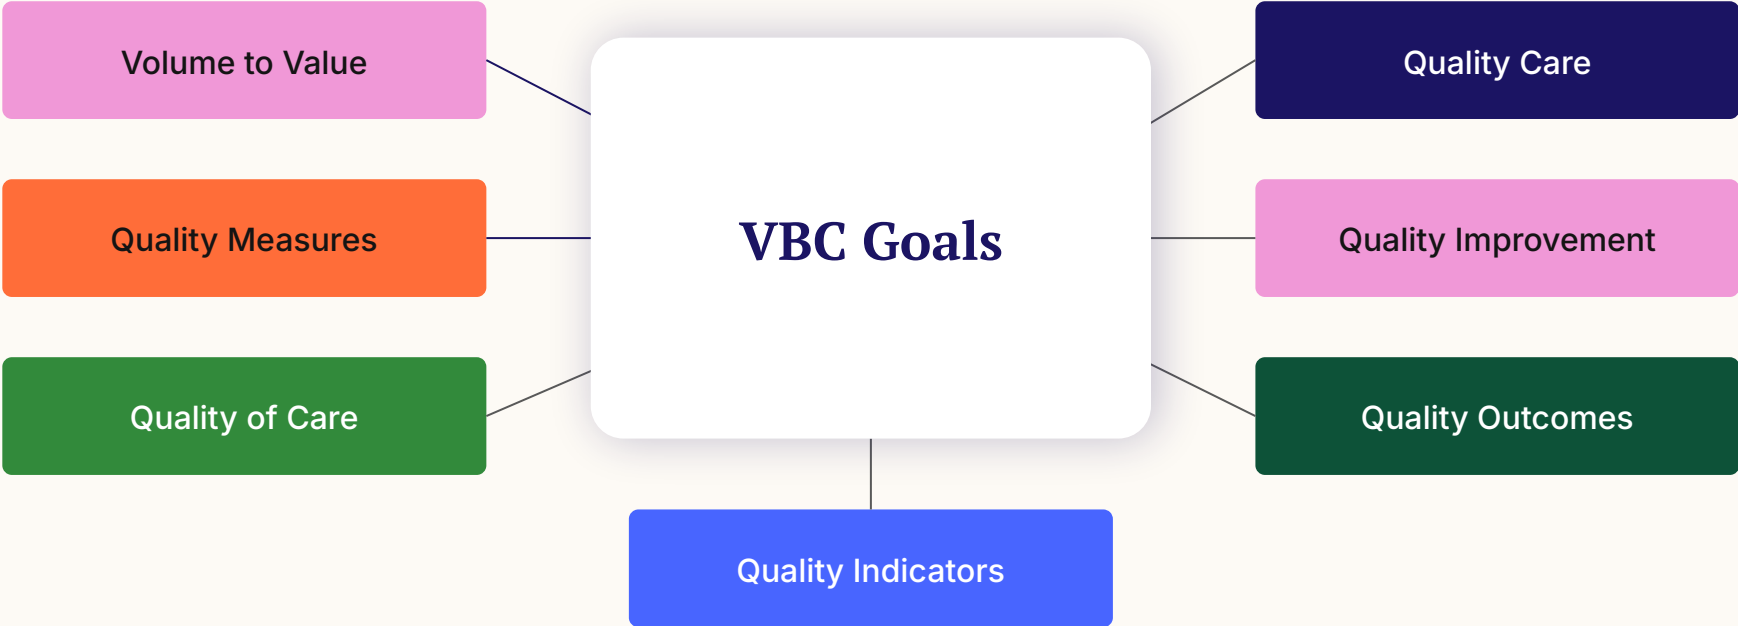 Volume to Value
Quality Measures
Quality of Care
VBC Goals
Quality Care
Quality Improvement
Quality Outcomes
Quality Indicators